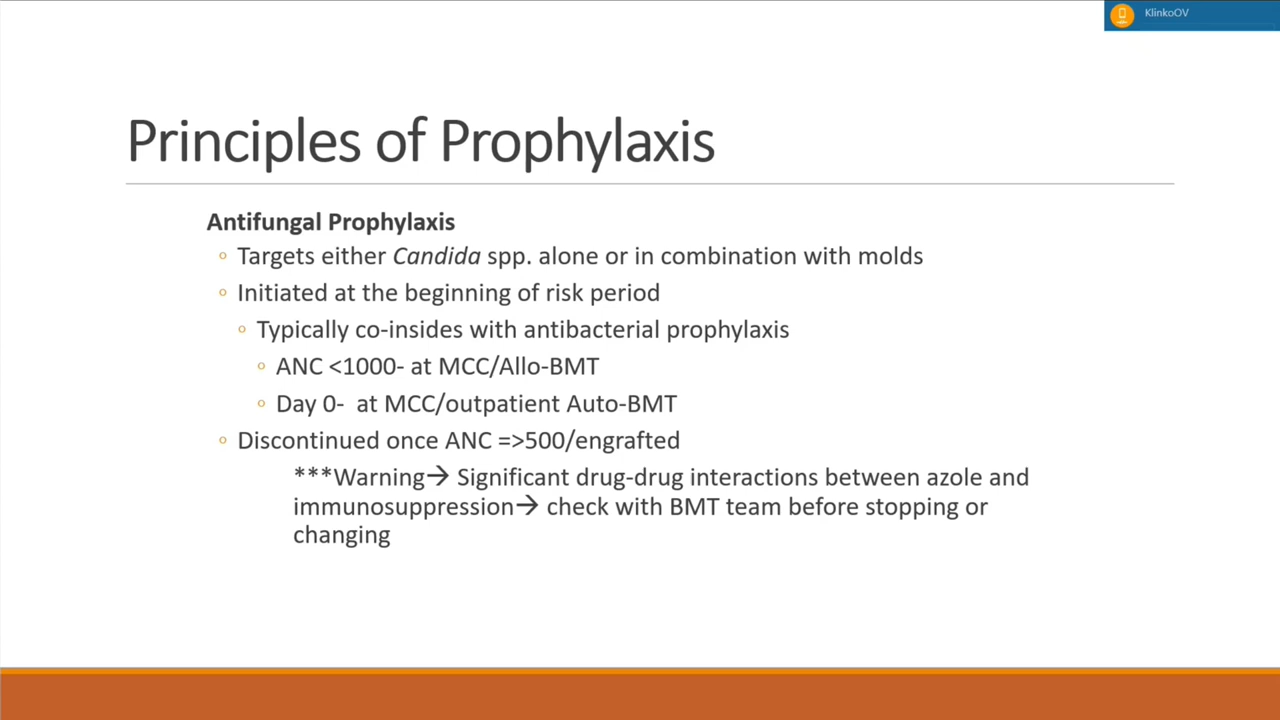 KlinkoOV
Principles of Prophylaxis
Antifungal Prophylaxis
Targets either Candida spp. alone or in combination with molds
Initiated at the beginning of risk period
Typically co-insides with antibacterial prophylaxis
ANC <1000- at MCC/Allo-BMT
Day 0- at MCC/outpatient Auto-BMT
Discontinued once ANC =>500/engrafted
***Warning→ Significant drug-drug interactions between azole and
immunosuppression→ check with BMT team before stopping or
changing